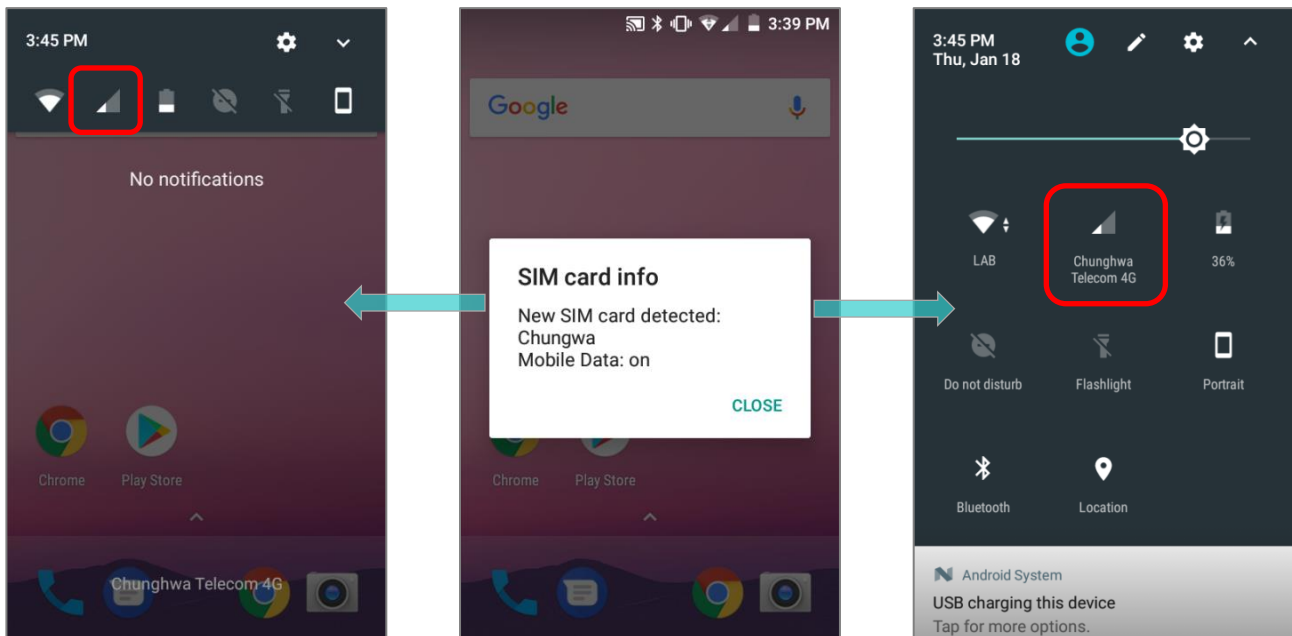 3:45 PM
No notifications
Chrome
Play Store
Chunghwa Telecom 4G
3:39 PM
Google
SIM card info
New SIM card detected:
Chungwa
Mobile Data: on
CLOSE
Chrome
Play Store
3:45 PM
Thu, Jan 18
LAB
Chunghwa
Telecom 4G
36%
Do not disturb
Flashlight
Portrait
Bluetooth
Location
Android System
USB charging this device
Tap for more options.